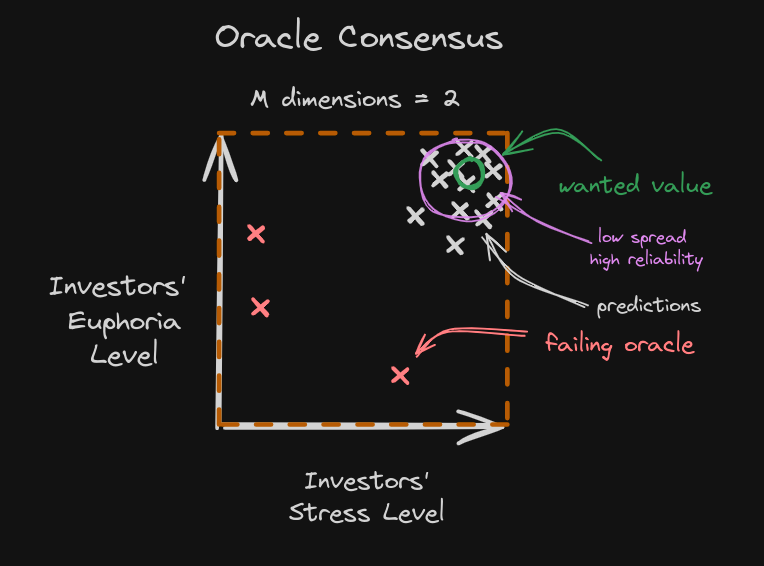 Oracle Consensus
M dimensions = 2
wanted value
low spread
high reliability
predictions
failing oracle
Investors'
Euphoria
Level
Investors'
Stress Level